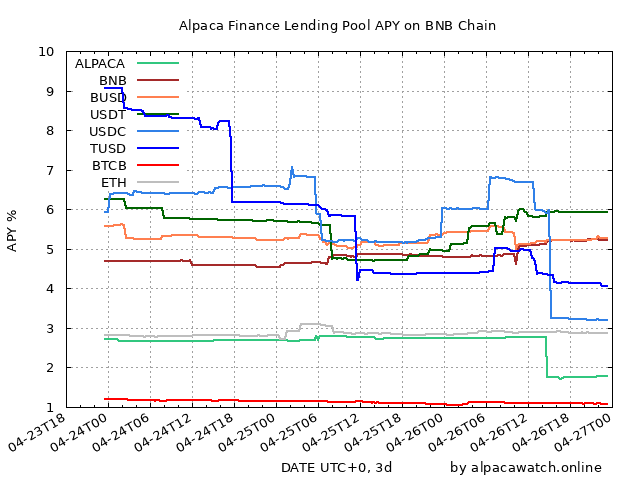 Alpaca Finance Lending Pool APY on BNB Chain
10
9
8
7
6
5
4
3
2
1
APY %
ALPACA
BNB
BUSD
USDT
USDC
TUSD
BTCB
ETH
04-23T18
04-24T00
04-24T06
04-24T12
04-24T18
04-25T00
04-25T06
04-25T12
04-25T18
04-26T00
04-26T06
04-26T12
04-26T18
04-27T00
DATE UTC+0, 3d
by alpacawatch.online